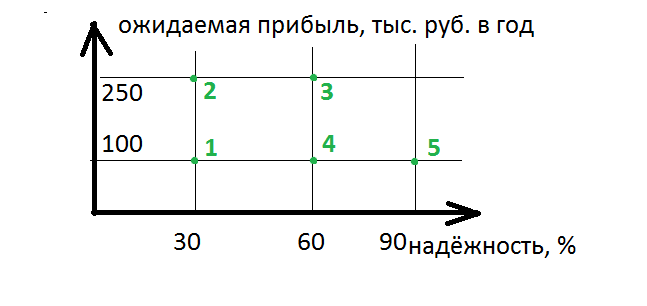 ожидаемая прибыль, тыс. руб. в год
250 2 3
100 1 4 5
30 60 90 надёжность, %